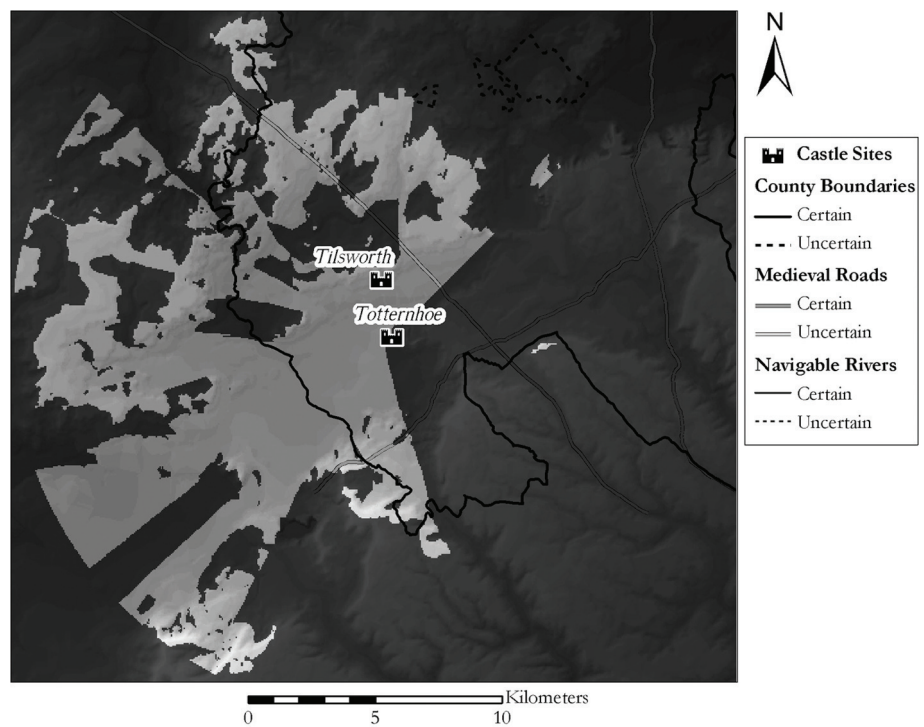 N
Tilsworth
Totternhoe
Castle Sites
County Boundaries
Certain
Uncertain
Medieval Roads
Certain
Uncertain
Navigable Rivers
Certain
Uncertain
Kilometers
0 5 10